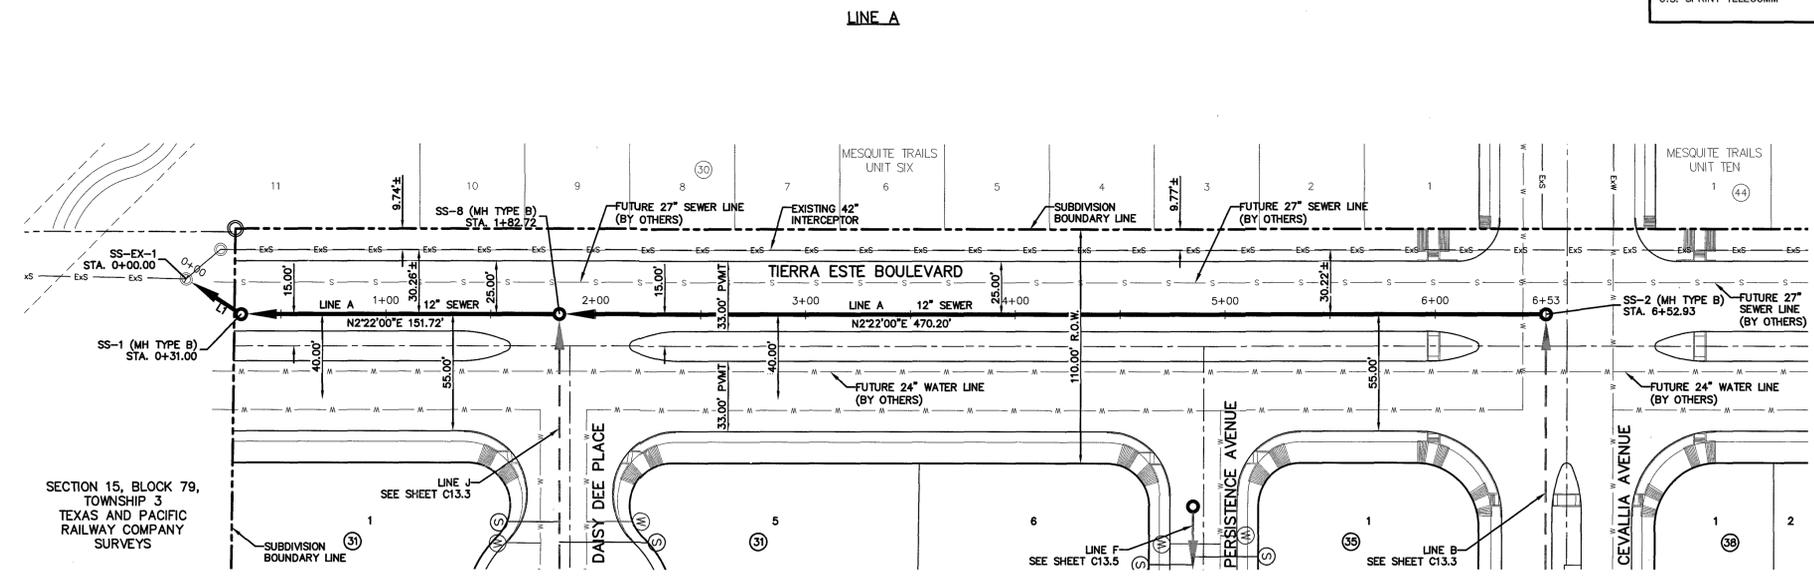 U.S. SPRINT TELECOMM
LINE A
MESQUITE TRAILS
UNIT SIX
MESQUITE TRAILS
UNIT TEN
11
10
9
8
30
7
6
5
4
3
2
1
1
44
9.74'±
9.77'±
SS-8 (MH TYPE B)
STA. 1+82.72
FUTURE 27" SEWER LINE
(BY OTHERS)
EXISTING 42"
INTERCEPTOR
SUBDIVISION
BOUNDARY LINE
FUTURE 27" SEWER LINE
(BY OTHERS)
SS-EX-1
STA. 0+00.00
0+00
L1
TIERRA ESTE BOULEVARD
15.00'
30.26'±
25.00'
15.00'
33.00' PVMT
25.00'
30.22'±
LINE A
1+00
12" SEWER
2+00
3+00
LINE A
12" SEWER
4+00
5+00
6+00
6+53
N2°22'00"E 151.72'
N2°22'00"E 470.20'
SS-2 (MH TYPE B)
STA. 6+52.93
FUTURE 27"
SEWER LINE
(BY OTHERS)
SS-1 (MH TYPE B)
STA. 0+31.00
40.00'
55.00'
33.00' PVMT
40.00'
110.00' R.O.W.
55.00'
FUTURE 24" WATER LINE
(BY OTHERS)
FUTURE 24" WATER LINE
(BY OTHERS)
DAISY DEE PLACE
PERSISTENCE AVENUE
CEVALLIA AVENUE
LINE J
SEE SHEET C13.3
SECTION 15, BLOCK 79,
TOWNSHIP 3
TEXAS AND PACIFIC
RAILWAY COMPANY
SURVEYS
SUBDIVISION
BOUNDARY LINE
1
31
5
31
6
LINE F
SEE SHEET C13.5
1
35
LINE B
SEE SHEET C13.3
1
2
38